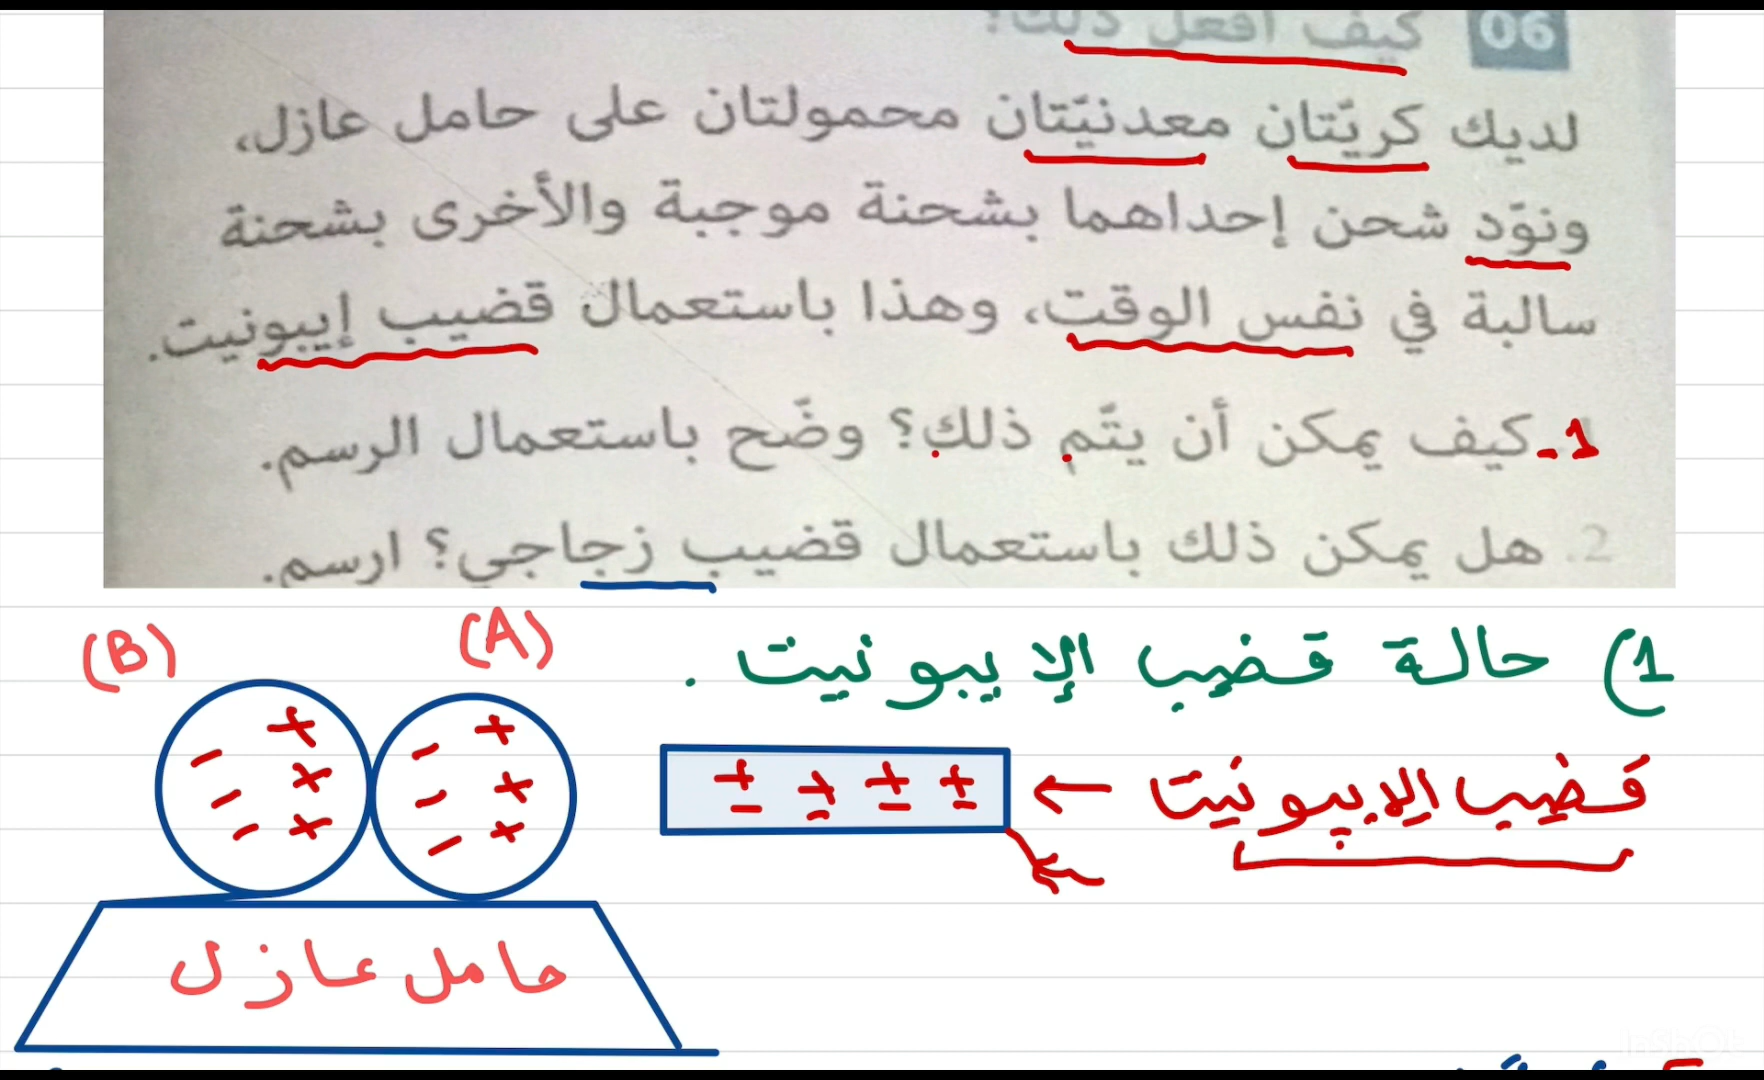 06 كيف أفعل ذلك؟
لديك كريّتان معدنيّتان محمولتان على حامل عازل،
ونوّد شحن إحداهما بشحنة موجبة والأخرى بشحنة
سالبة في نفس الوقت، وهذا باستعمال قضيب إيبونيت.
1. كيف يمكن أن يتّم ذلك؟ وضّح باستعمال الرسم.
2. هل يمكن ذلك باستعمال قضيب زجاجي؟ ارسم.
1) حالة قضيب الإيبونيت.
(B) (A)
+ - + - + -
+ - + - + -
+ - + - + - + -
قضيب الإيبونيت
حامل عازل